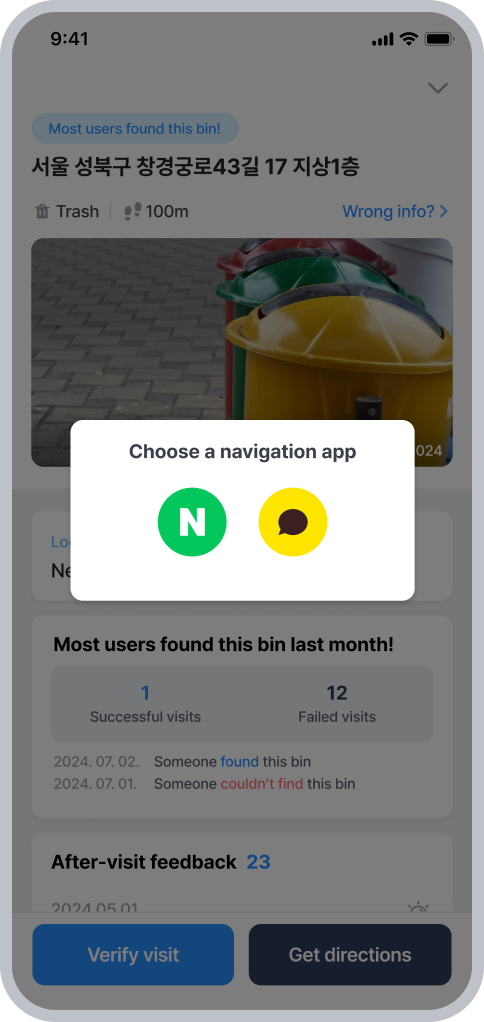 9:41
Most users found this bin!
서울 성북구 창경궁로43길 17 지상1층
Trash 100m Wrong info?
024
Choose a navigation app
N
Lo
Ne
Most users found this bin last month!
1 12
Successful visits Failed visits
2024. 07. 02. Someone found this bin
2024. 07. 01. Someone couldn't find this bin
After-visit feedback 23
2024.05.01
Verify visit Get directions